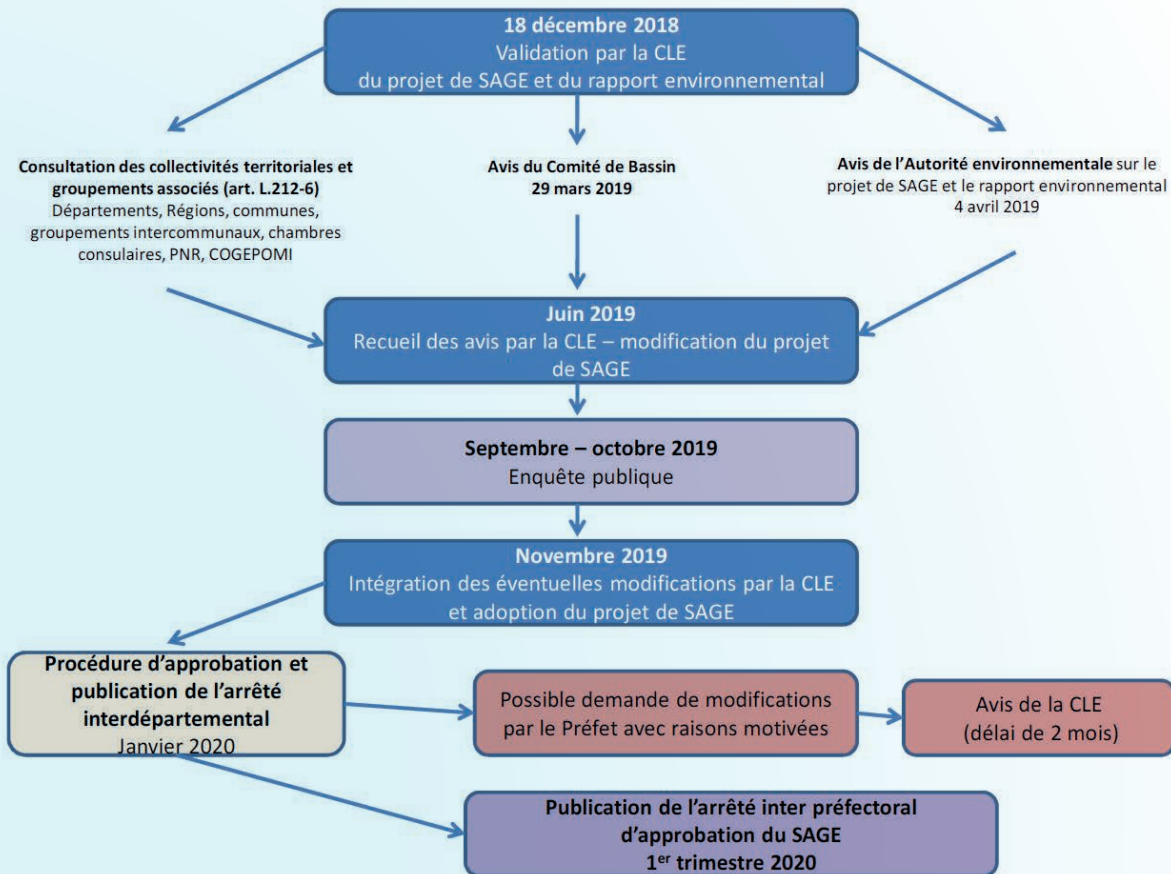 18 décembre 2018
Validation par la CLE
du projet de SAGE et du rapport environnemental
Consultation des collectivités territoriales et
groupements associés (art. L.212-6)
Départements, Régions, communes,
groupements intercommunaux, chambres
consulaires, PNR, COGEPOMI
Avis du Comité de Bassin
29 mars 2019
Avis de l’Autorité environnementale sur le
projet de SAGE et le rapport environnemental
4 avril 2019
Juin 2019
Recueil des avis par la CLE – modification du projet
de SAGE
Septembre – octobre 2019
Enquête publique
Novembre 2019
Intégration des éventuelles modifications par la CLE
et adoption du projet de SAGE
Procédure d’approbation et
publication de l’arrêté
interdépartemental
Janvier 2020
Possible demande de modifications
par le Préfet avec raisons motivées
Avis de la CLE
(délai de 2 mois)
Publication de l’arrêté inter préfectoral
d’approbation du SAGE
1er trimestre 2020